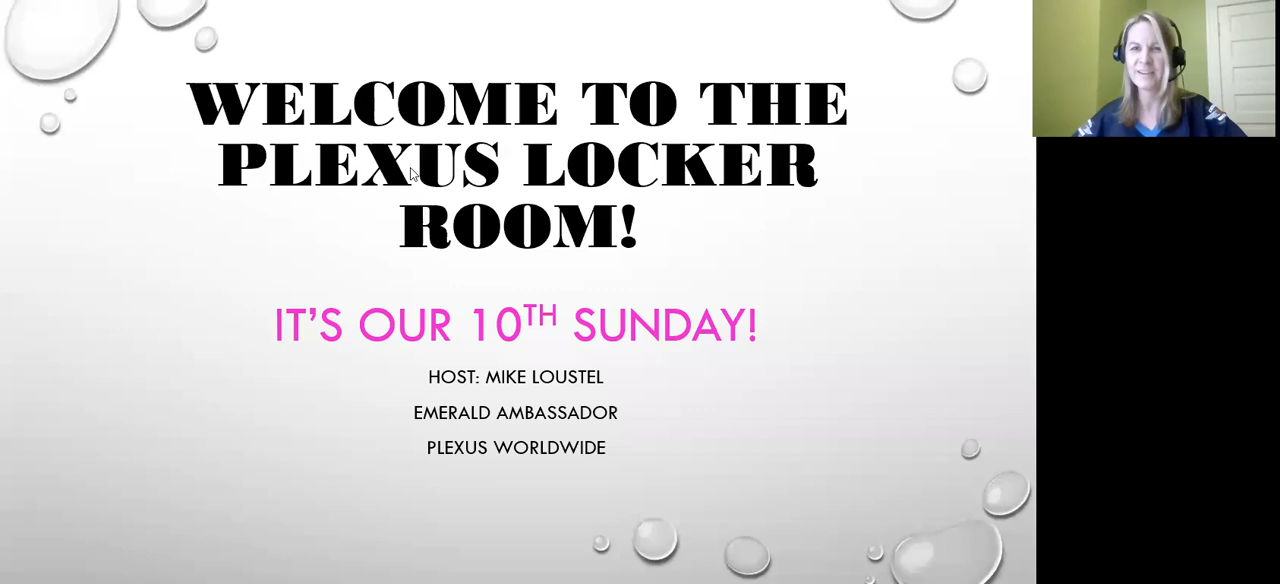 WELCOME TO THE
PLEXUS LOCKER
ROOM!
IT’S OUR 10TH SUNDAY!
HOST: MIKE LOUSTEL
EMERALD AMBASSADOR
PLEXUS WORLDWIDE